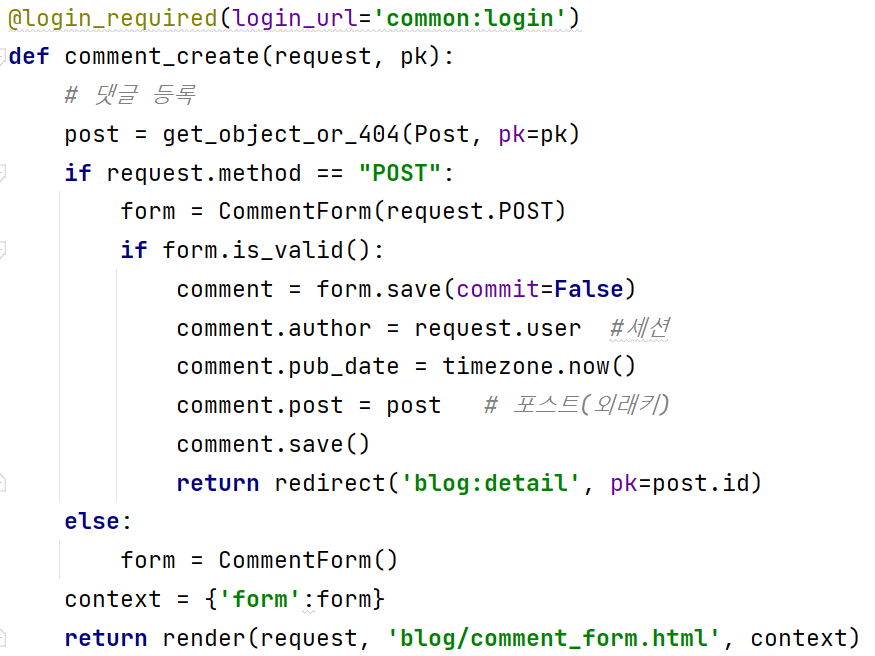 @login_required(login_url='common:login')
def comment_create(request, pk):
    # 댓글 등록
    post = get_object_or_404(Post, pk=pk)
    if request.method == "POST":
        form = CommentForm(request.POST)
        if form.is_valid():
            comment = form.save(commit=False)
            comment.author = request.user  #세션
            comment.pub_date = timezone.now()
            comment.post = post   # 포스트(외래키)
            comment.save()
            return redirect('blog:detail', pk=post.id)
    else:
        form = CommentForm()
    context = {'form':form}
    return render(request, 'blog/comment_form.html', context)